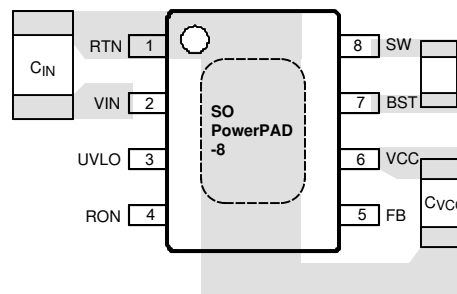 RTN 1
8 SW
CIN
VIN 2
7 BST
SO
PowerPAD
-8
UVLO 3
6 VCC
CVCC
RON 4
5 FB